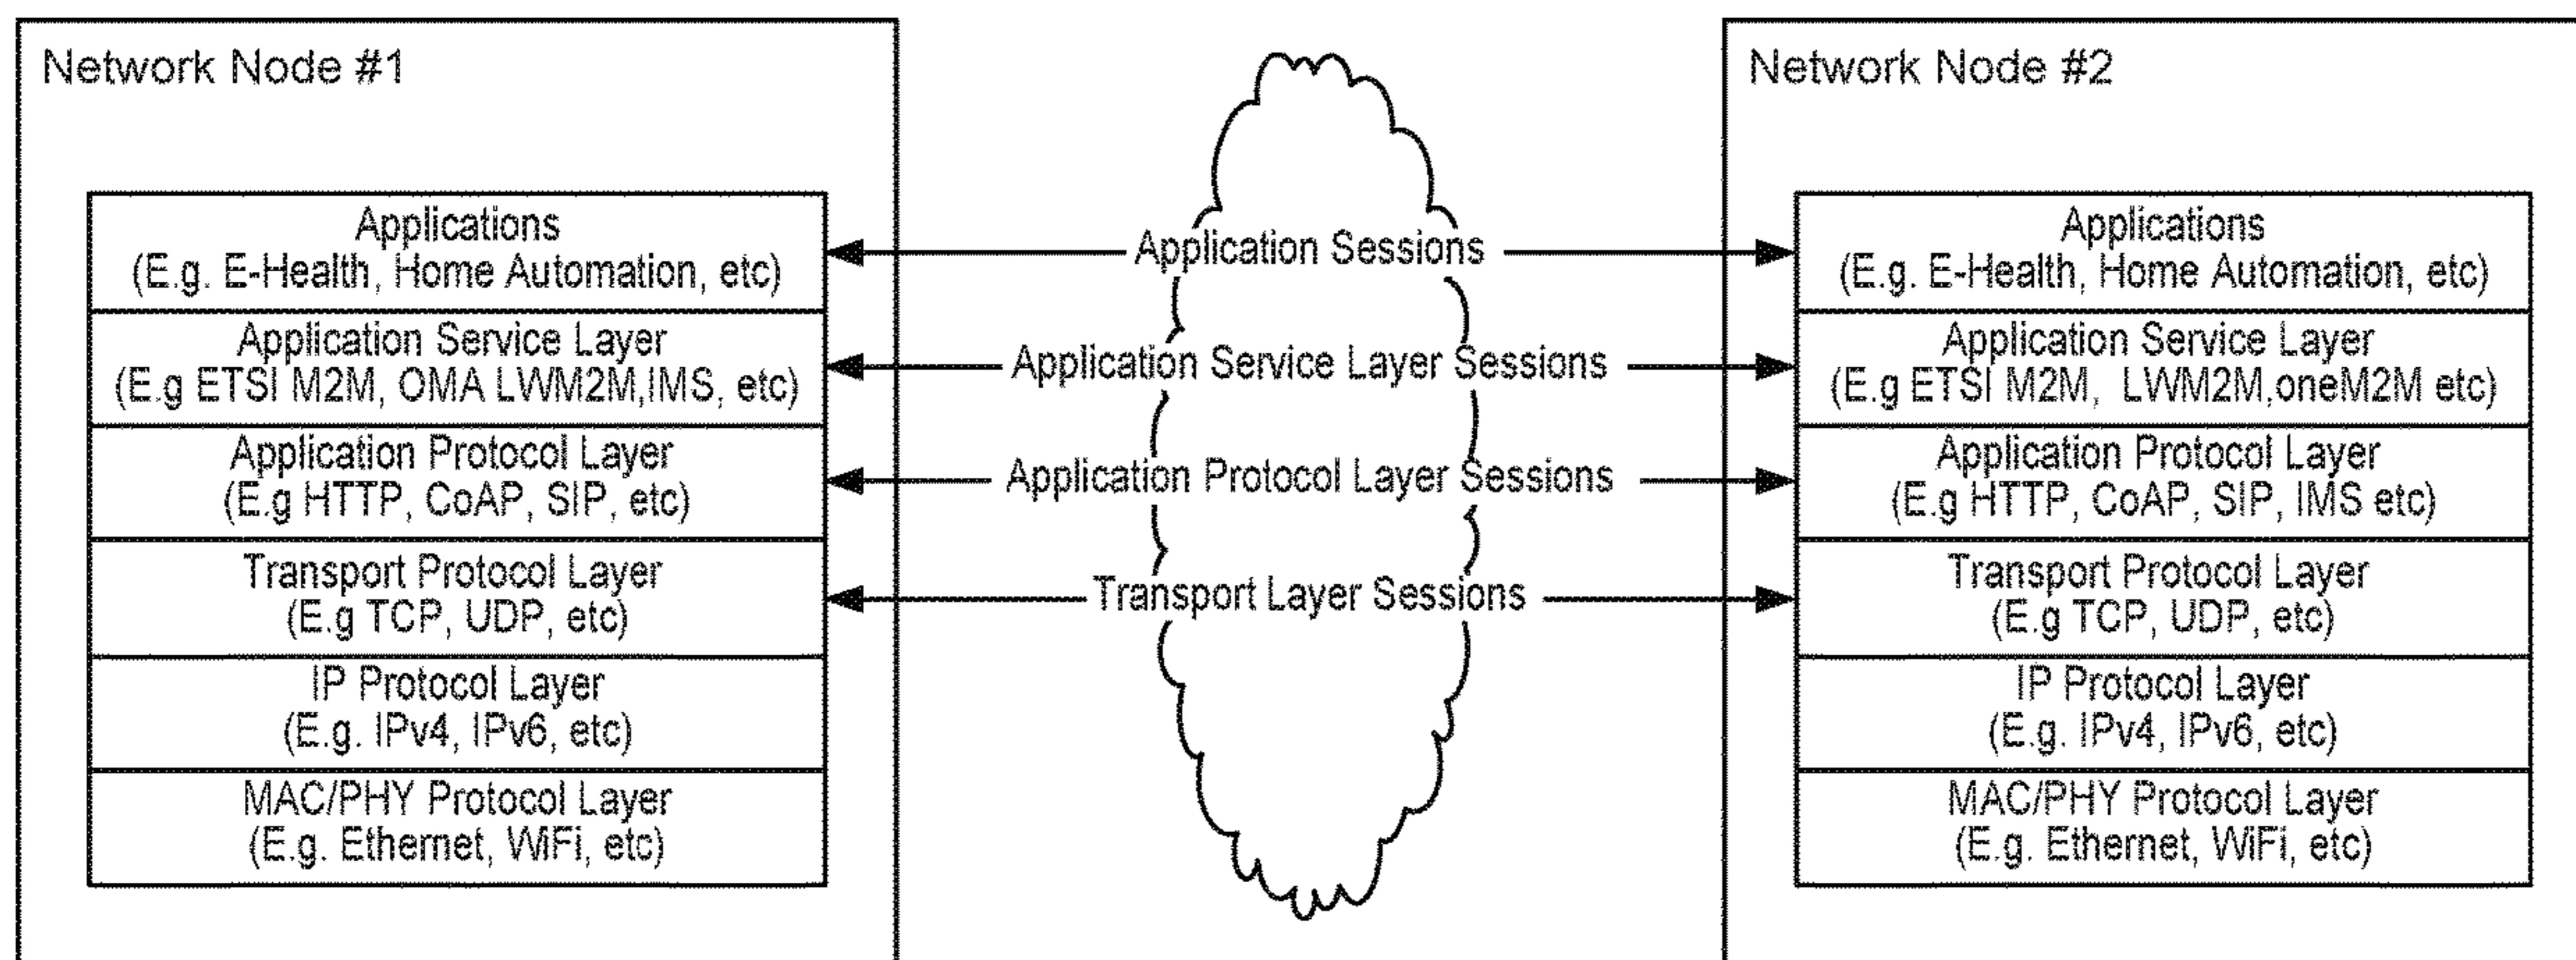 Network Node #1
Applications
(E.g. E-Health, Home Automation, etc)
Application Service Layer
(E.g ETSI M2M, OMA LWM2M,IMS, etc)
Application Protocol Layer
(E.g HTTP, CoAP, SIP, etc)
Transport Protocol Layer
(E.g TCP, UDP, etc)
IP Protocol Layer
(E.g. IPv4, IPv6, etc)
MAC/PHY Protocol Layer
(E.g. Ethernet, WiFi, etc)
Application Sessions
Application Service Layer Sessions
Application Protocol Layer Sessions
Transport Layer Sessions
Network Node #2
Applications
(E.g. E-Health, Home Automation, etc)
Application Service Layer
(E.g ETSI M2M, LWM2M,oneM2M etc)
Application Protocol Layer
(E.g HTTP, CoAP, SIP, IMS etc)
Transport Protocol Layer
(E.g TCP, UDP, etc)
IP Protocol Layer
(E.g. IPv4, IPv6, etc)
MAC/PHY Protocol Layer
(E.g. Ethernet, WiFi, etc)